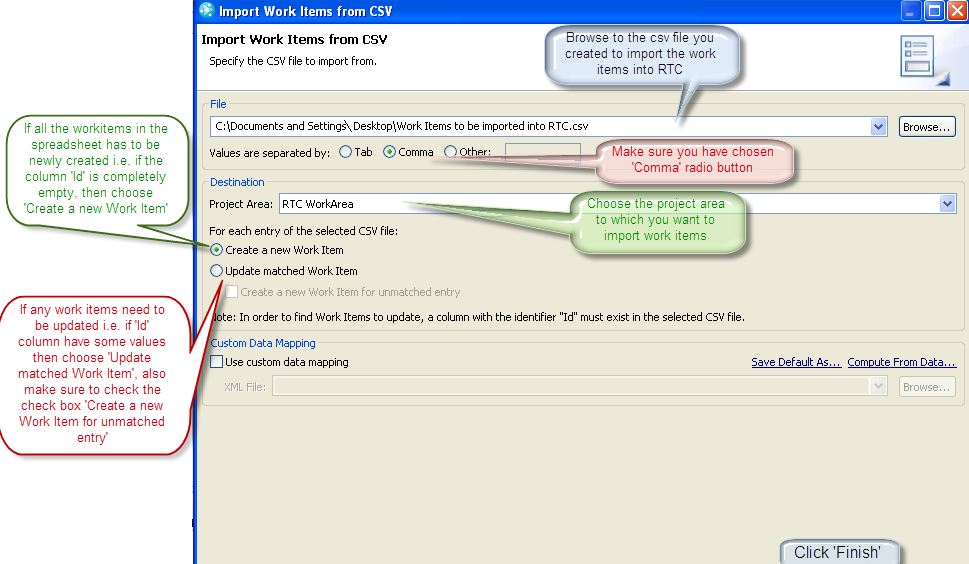 Import Work Items from CSV
Import Work Items from CSV
Specify the CSV file to import from.
Browse to the csv file you
created to import the work
items into RTC
File
C:\Documents and Settings\Desktop\Work Items to be imported into RTC.csv
Browse...
Values are separated by: Tab Comma Other:
Make sure you have chosen
'Comma' radio button
If all the workitems in the
spreadsheet has to be
newly created i.e. if the
column 'Id' is completely
empty, then choose
'Create a new Work Item'
Destination
Project Area: RTC WorkArea
Choose the project area
to which you want to
import work items
For each entry of the selected CSV file:
Create a new Work Item
Update matched Work Item
Create a new Work Item for unmatched entry
Note: In order to find Work Items to update, a column with the identifier "Id" must exist in the selected CSV file.
If any work items need to
be updated i.e. if 'Id'
column have some values
then choose 'Update
matched Work Item', also
make sure to check the
check box 'Create a new
Work Item for unmatched
entry'
Custom Data Mapping
Use custom data mapping
Save Default As... Compute From Data...
XML File:
Browse...
Click 'Finish'